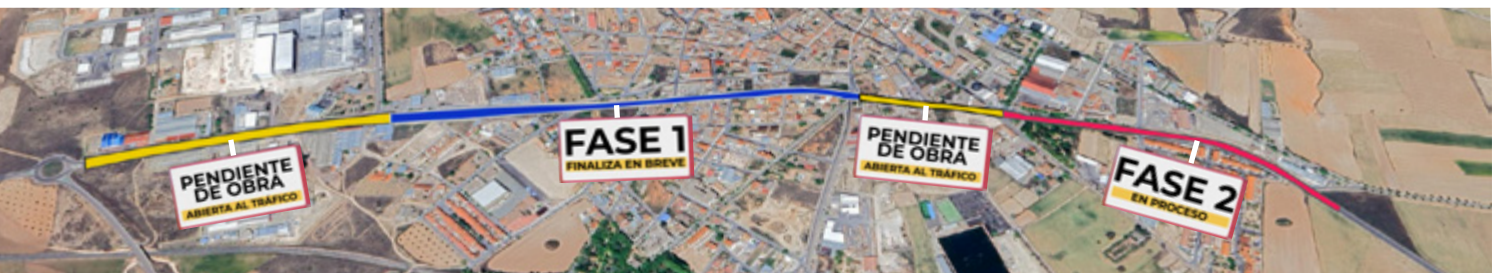 PENDIENTE
DE OBRA
ABIERTA AL TRÁFICO
FASE 1
FINALIZA EN BREVE
PENDIENTE
DE OBRA
ABIERTA AL TRÁFICO
FASE 2
EN PROCESO